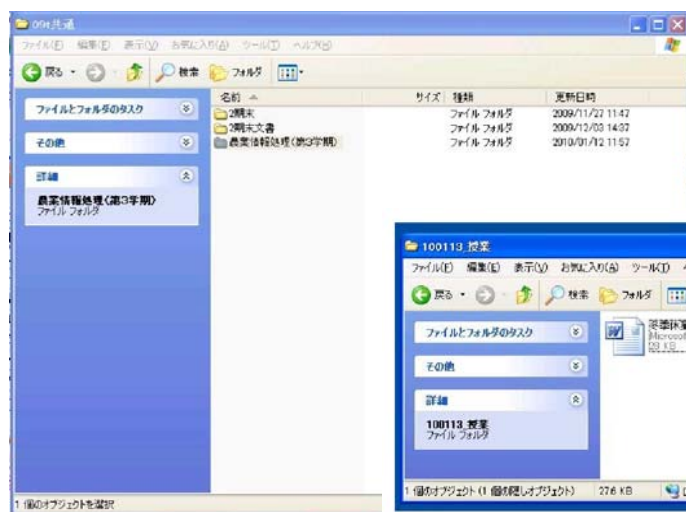 09t共通
ファイル(F) 編集(E) 表示(V) お気に入り(A) ツール(T) ヘルプ(H)
戻る 検索 フォルダ
名前 サイズ 種類 更新日時
ファイルとフォルダのタスク
2期末 ファイル フォルダ 2009/11/27 11:47
2期末文書 ファイル フォルダ 2009/12/03 14:37
農業情報処理(第3学期) ファイル フォルダ 2010/01/12 11:57
その他
詳細
農業情報処理(第3学期)
ファイル フォルダ
1 個のオブジェクトを選択
100113_授業
ファイル(F) 編集(E) 表示(V) お気に入り(A) ツール(T)
戻る 検索 フォルダ
ファイルとフォルダのタスク
Microsoft
28 KB
その他
詳細
100113_授業
ファイル フォルダ
1 個のオブジェクト (1 個の隠しオブジェクト) 27.6 KB